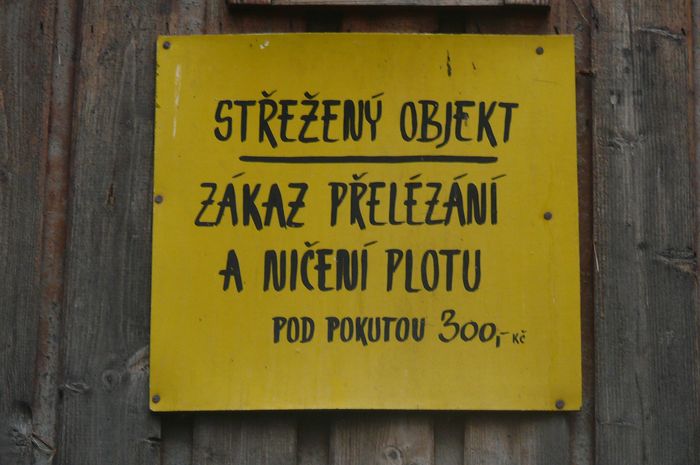 STŘEŽENÝ OBJEKT
ZÁKAZ PŘELÉZÁNÍ
A NIČENÍ PLOTU
POD POKUTOU 300,- Kč